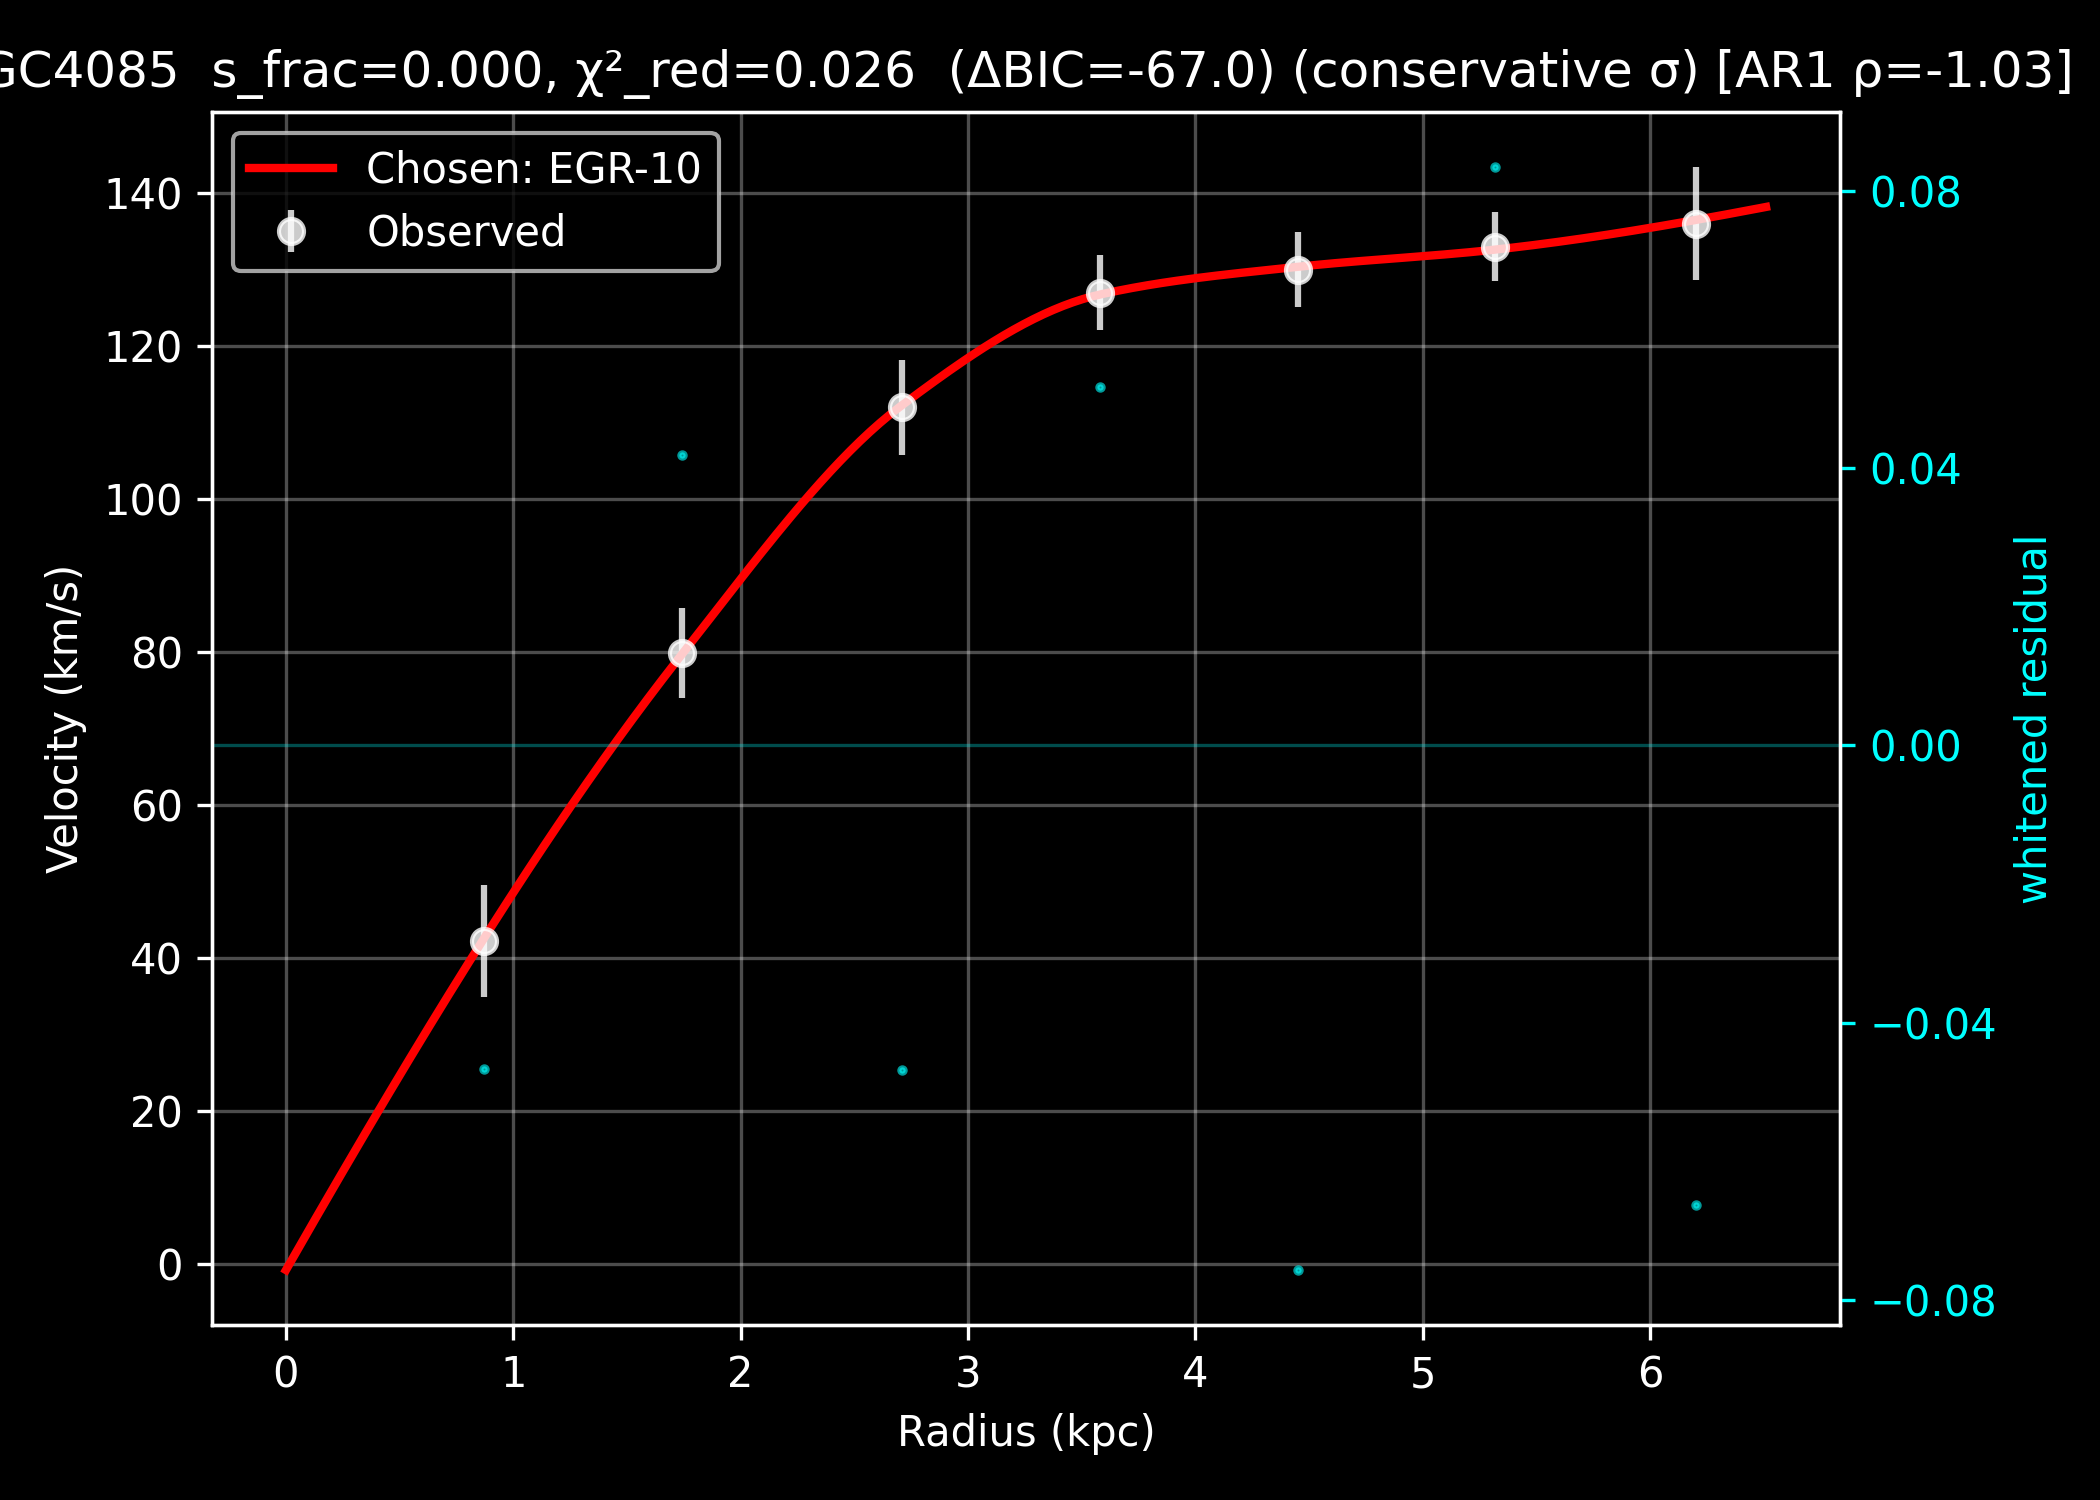 GC4085 s_frac=0.000, χ²_red=0.026 (ΔBIC=-67.0) (conservative σ) [AR1 ρ=-1.03]
Chosen: EGR-10
Observed
140
120
100
80
60
40
20
0
Velocity (km/s)
0.08
0.04
0.00
−0.04
−0.08
whitened residual
0 1 2 3 4 5 6
Radius (kpc)